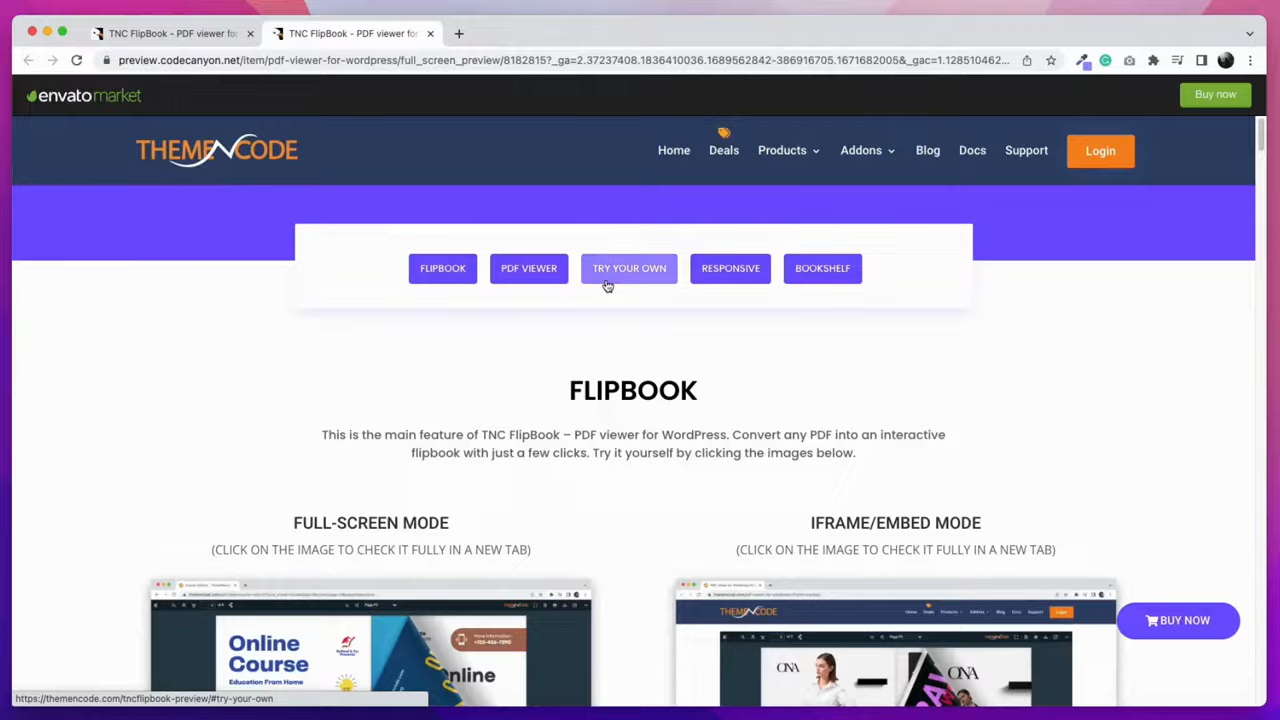 TNC FlipBook - PDF viewer for
TNC FlipBook - PDF viewer for
preview.codecanyon.net/item/pdf-viewer-for-wordpress/full_screen_preview/8182815?_ga=2.37237408.1836410036.1689562842-386916705.1671682005&_gac=1.128510462...
envato market
Buy now
THEMENCODE
Home
Deals
Products
Addons
Blog
Docs
Support
Login
FLIPBOOK
PDF VIEWER
TRY YOUR OWN
RESPONSIVE
BOOKSHELF
FLIPBOOK
This is the main feature of TNC FlipBook – PDF viewer for WordPress. Convert any PDF into an interactive
flipbook with just a few clicks. Try it yourself by clicking the images below.
FULL-SCREEN MODE
(CLICK ON THE IMAGE TO CHECK IT FULLY IN A NEW TAB)
IFRAME/EMBED MODE
(CLICK ON THE IMAGE TO CHECK IT FULLY IN A NEW TAB)
THEMENCODE
Online
Course
Education From Home
nline
BUY NOW
https://themencode.com/tncflipbook-preview/#try-your-own